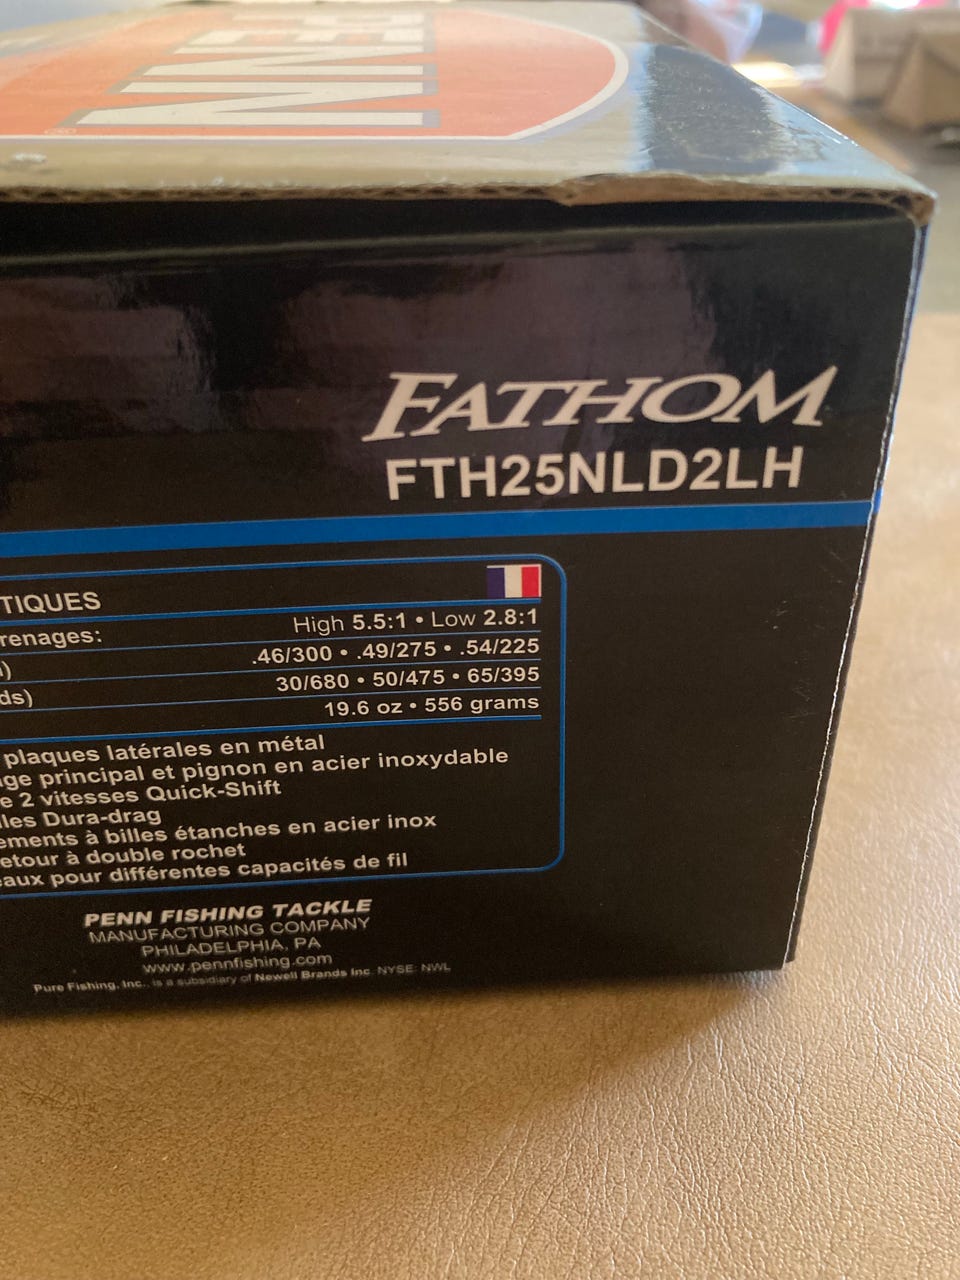 PENN
®
FATHOM
FTH25NLD2LH
TIQUES
renages: High 5.5:1 • Low 2.8:1
) .46/300 • .49/275 • .54/225
ds) 30/680 • 50/475 • 65/395
19.6 oz • 556 grams
plaques latérales en métal
ge principal et pignon en acier inoxydable
e 2 vitesses Quick-Shift
lles Dura-drag
ements à billes étanches en acier inox
etour à double rochet
eaux pour différentes capacités de fil
PENN FISHING TACKLE
MANUFACTURING COMPANY
PHILADELPHIA, PA
www.pennfishing.com
Pure Fishing, Inc., is a subsidiary of Newell Brands Inc. NYSE: NWL